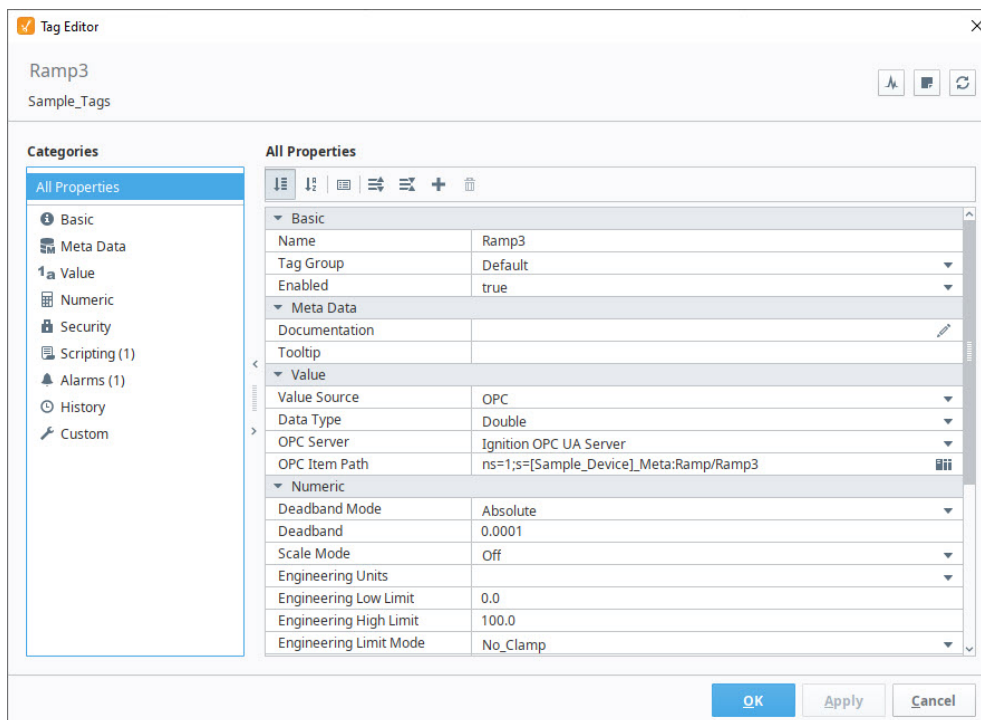 Tag Editor
Ramp3
Sample_Tags
Categories
All Properties
All Properties
Basic
Meta Data
1a Value
Numeric
Security
Scripting (1)
Alarms (1)
History
Custom
Basic
Name Ramp3
Tag Group Default
Enabled true
Meta Data
Documentation
Tooltip
Value
Value Source OPC
Data Type Double
OPC Server Ignition OPC UA Server
OPC Item Path ns=1;s=[Sample_Device]_Meta:Ramp/Ramp3
Numeric
Deadband Mode Absolute
Deadband 0.0001
Scale Mode Off
Engineering Units
Engineering Low Limit 0.0
Engineering High Limit 100.0
Engineering Limit Mode No_Clamp
OK Apply Cancel